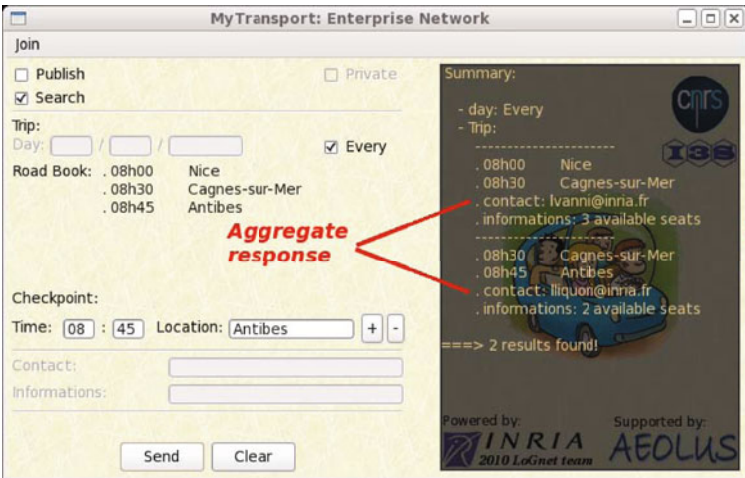 MyTransport: Enterprise Network
Join
Publish
Private
Search
Trip:
Day: / / Every
Road Book: . 08h00 Nice
. 08h30 Cagnes-sur-Mer
. 08h45 Antibes
Checkpoint:
Time: 08 : 45 Location: Antibes + -
Contact:
Informations:
Send Clear
Aggregate
response
Summary:
- day: Every
- Trip:
----------------------
. 08h00 Nice
. 08h30 Cagnes-sur-Mer
. contact: lvanni@inria.fr
. informations: 3 available seats
----------------------
. 08h30 Cagnes-sur-Mer
. 08h45 Antibes
. contact: lliquori@inria.fr
. informations: 2 available seats
===> 2 results found!
cnrs
I3S
Powered by: Supported by:
INRIA AEOLUS
2010 LoGnet team